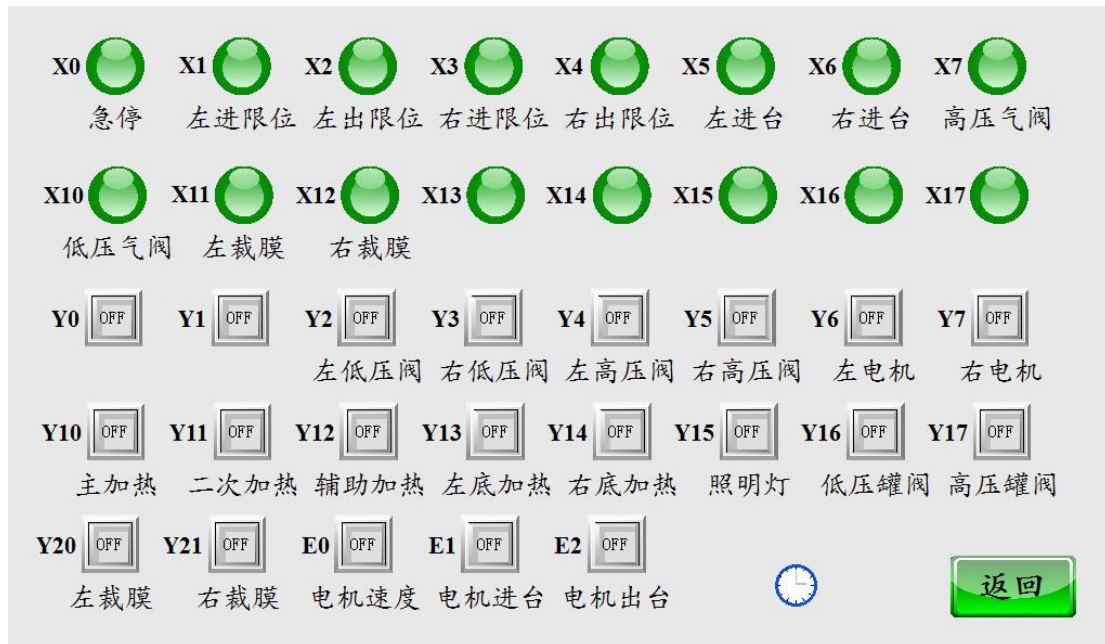 X0 X1 X2 X3 X4 X5 X6 X7
急停 左进限位 左出限位 右进限位 右出限位 左进台 右进台 高压气阀
X10 X11 X12 X13 X14 X15 X16 X17
低压气阀 左裁膜 右裁膜
Y0 OFF Y1 OFF Y2 OFF Y3 OFF Y4 OFF Y5 OFF Y6 OFF Y7 OFF
左低压阀 右低压阀 左高压阀 右高压阀 左电机 右电机
Y10 OFF Y11 OFF Y12 OFF Y13 OFF Y14 OFF Y15 OFF Y16 OFF Y17 OFF
主加热 二次加热 辅助加热 左底加热 右底加热 照明灯 低压罐阀 高压罐阀
Y20 OFF Y21 OFF E0 OFF E1 OFF E2 OFF
左裁膜 右裁膜 电机速度 电机进台 电机出台
返回